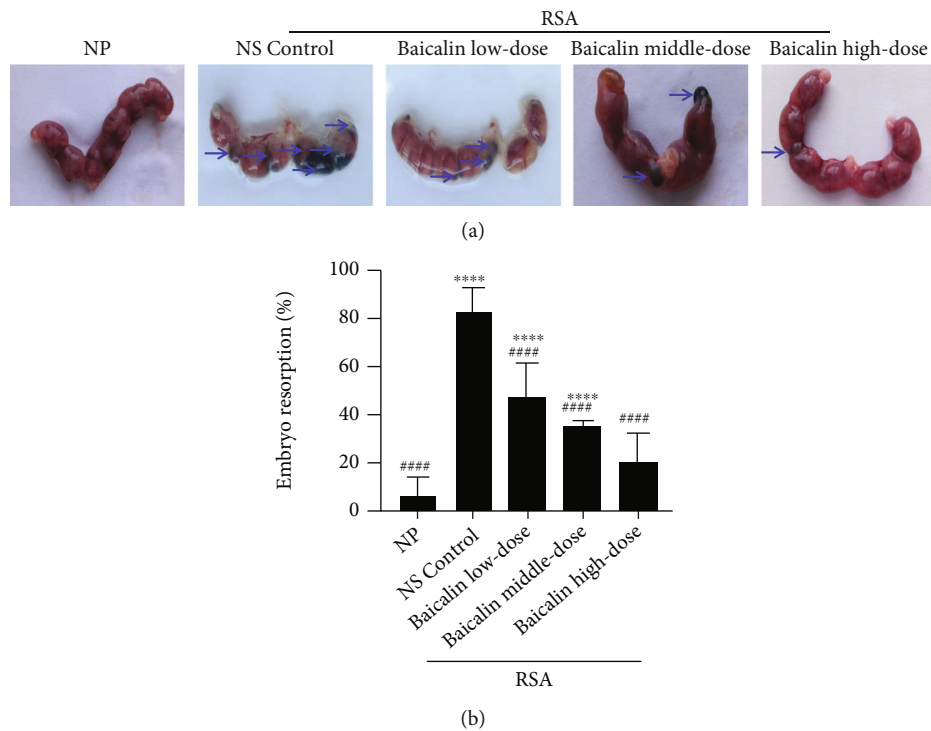 RSA
NP
NS Control
Baicalin low-dose
Baicalin middle-dose
Baicalin high-dose
(a)
Embryo resorption (%)
100
80
60
40
20
0
####
****
****
####
****
####
####
NP
NS Control
Baicalin low-dose
Baicalin middle-dose
Baicalin high-dose
RSA
(b)